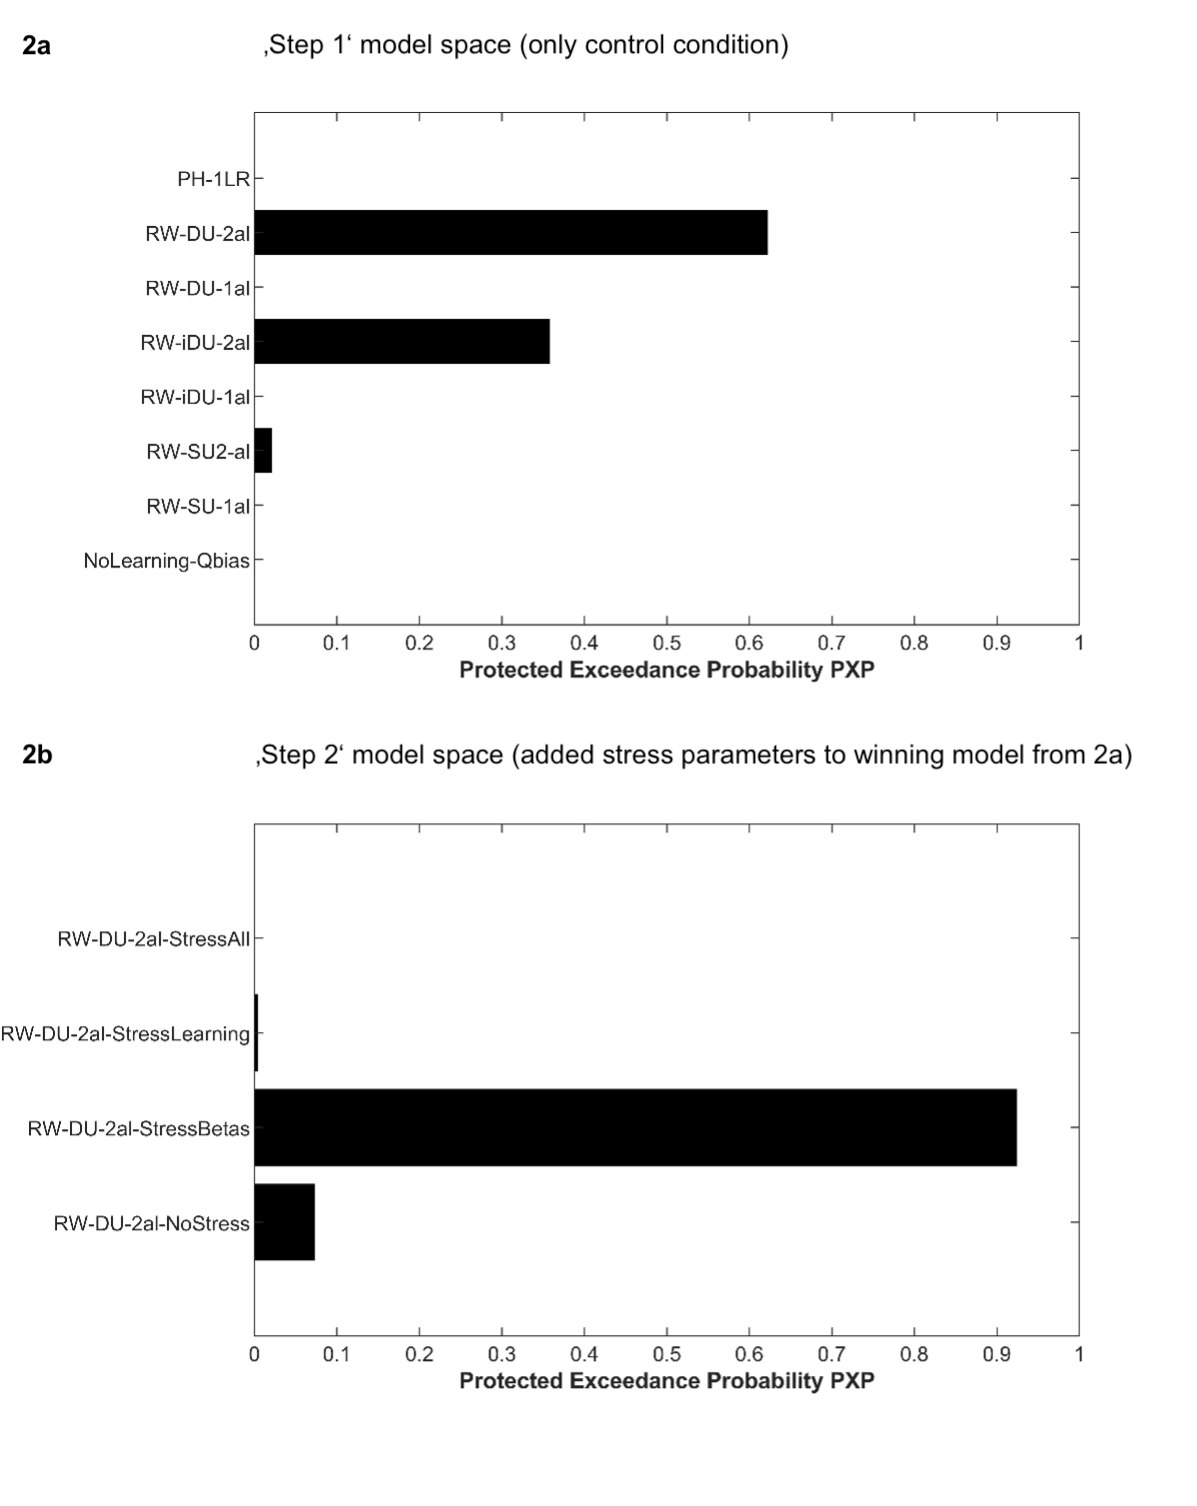 2a ‚Step 1‘ model space (only control condition)
PH-1LR
RW-DU-2al
RW-DU-1al
RW-iDU-2al
RW-iDU-1al
RW-SU2-al
RW-SU-1al
NoLearning-Qbias
0 0.1 0.2 0.3 0.4 0.5 0.6 0.7 0.8 0.9 1
Protected Exceedance Probability PXP
2b ‚Step 2‘ model space (added stress parameters to winning model from 2a)
RW-DU-2al-StressAll
RW-DU-2al-StressLearning
RW-DU-2al-StressBetas
RW-DU-2al-NoStress
0 0.1 0.2 0.3 0.4 0.5 0.6 0.7 0.8 0.9 1
Protected Exceedance Probability PXP